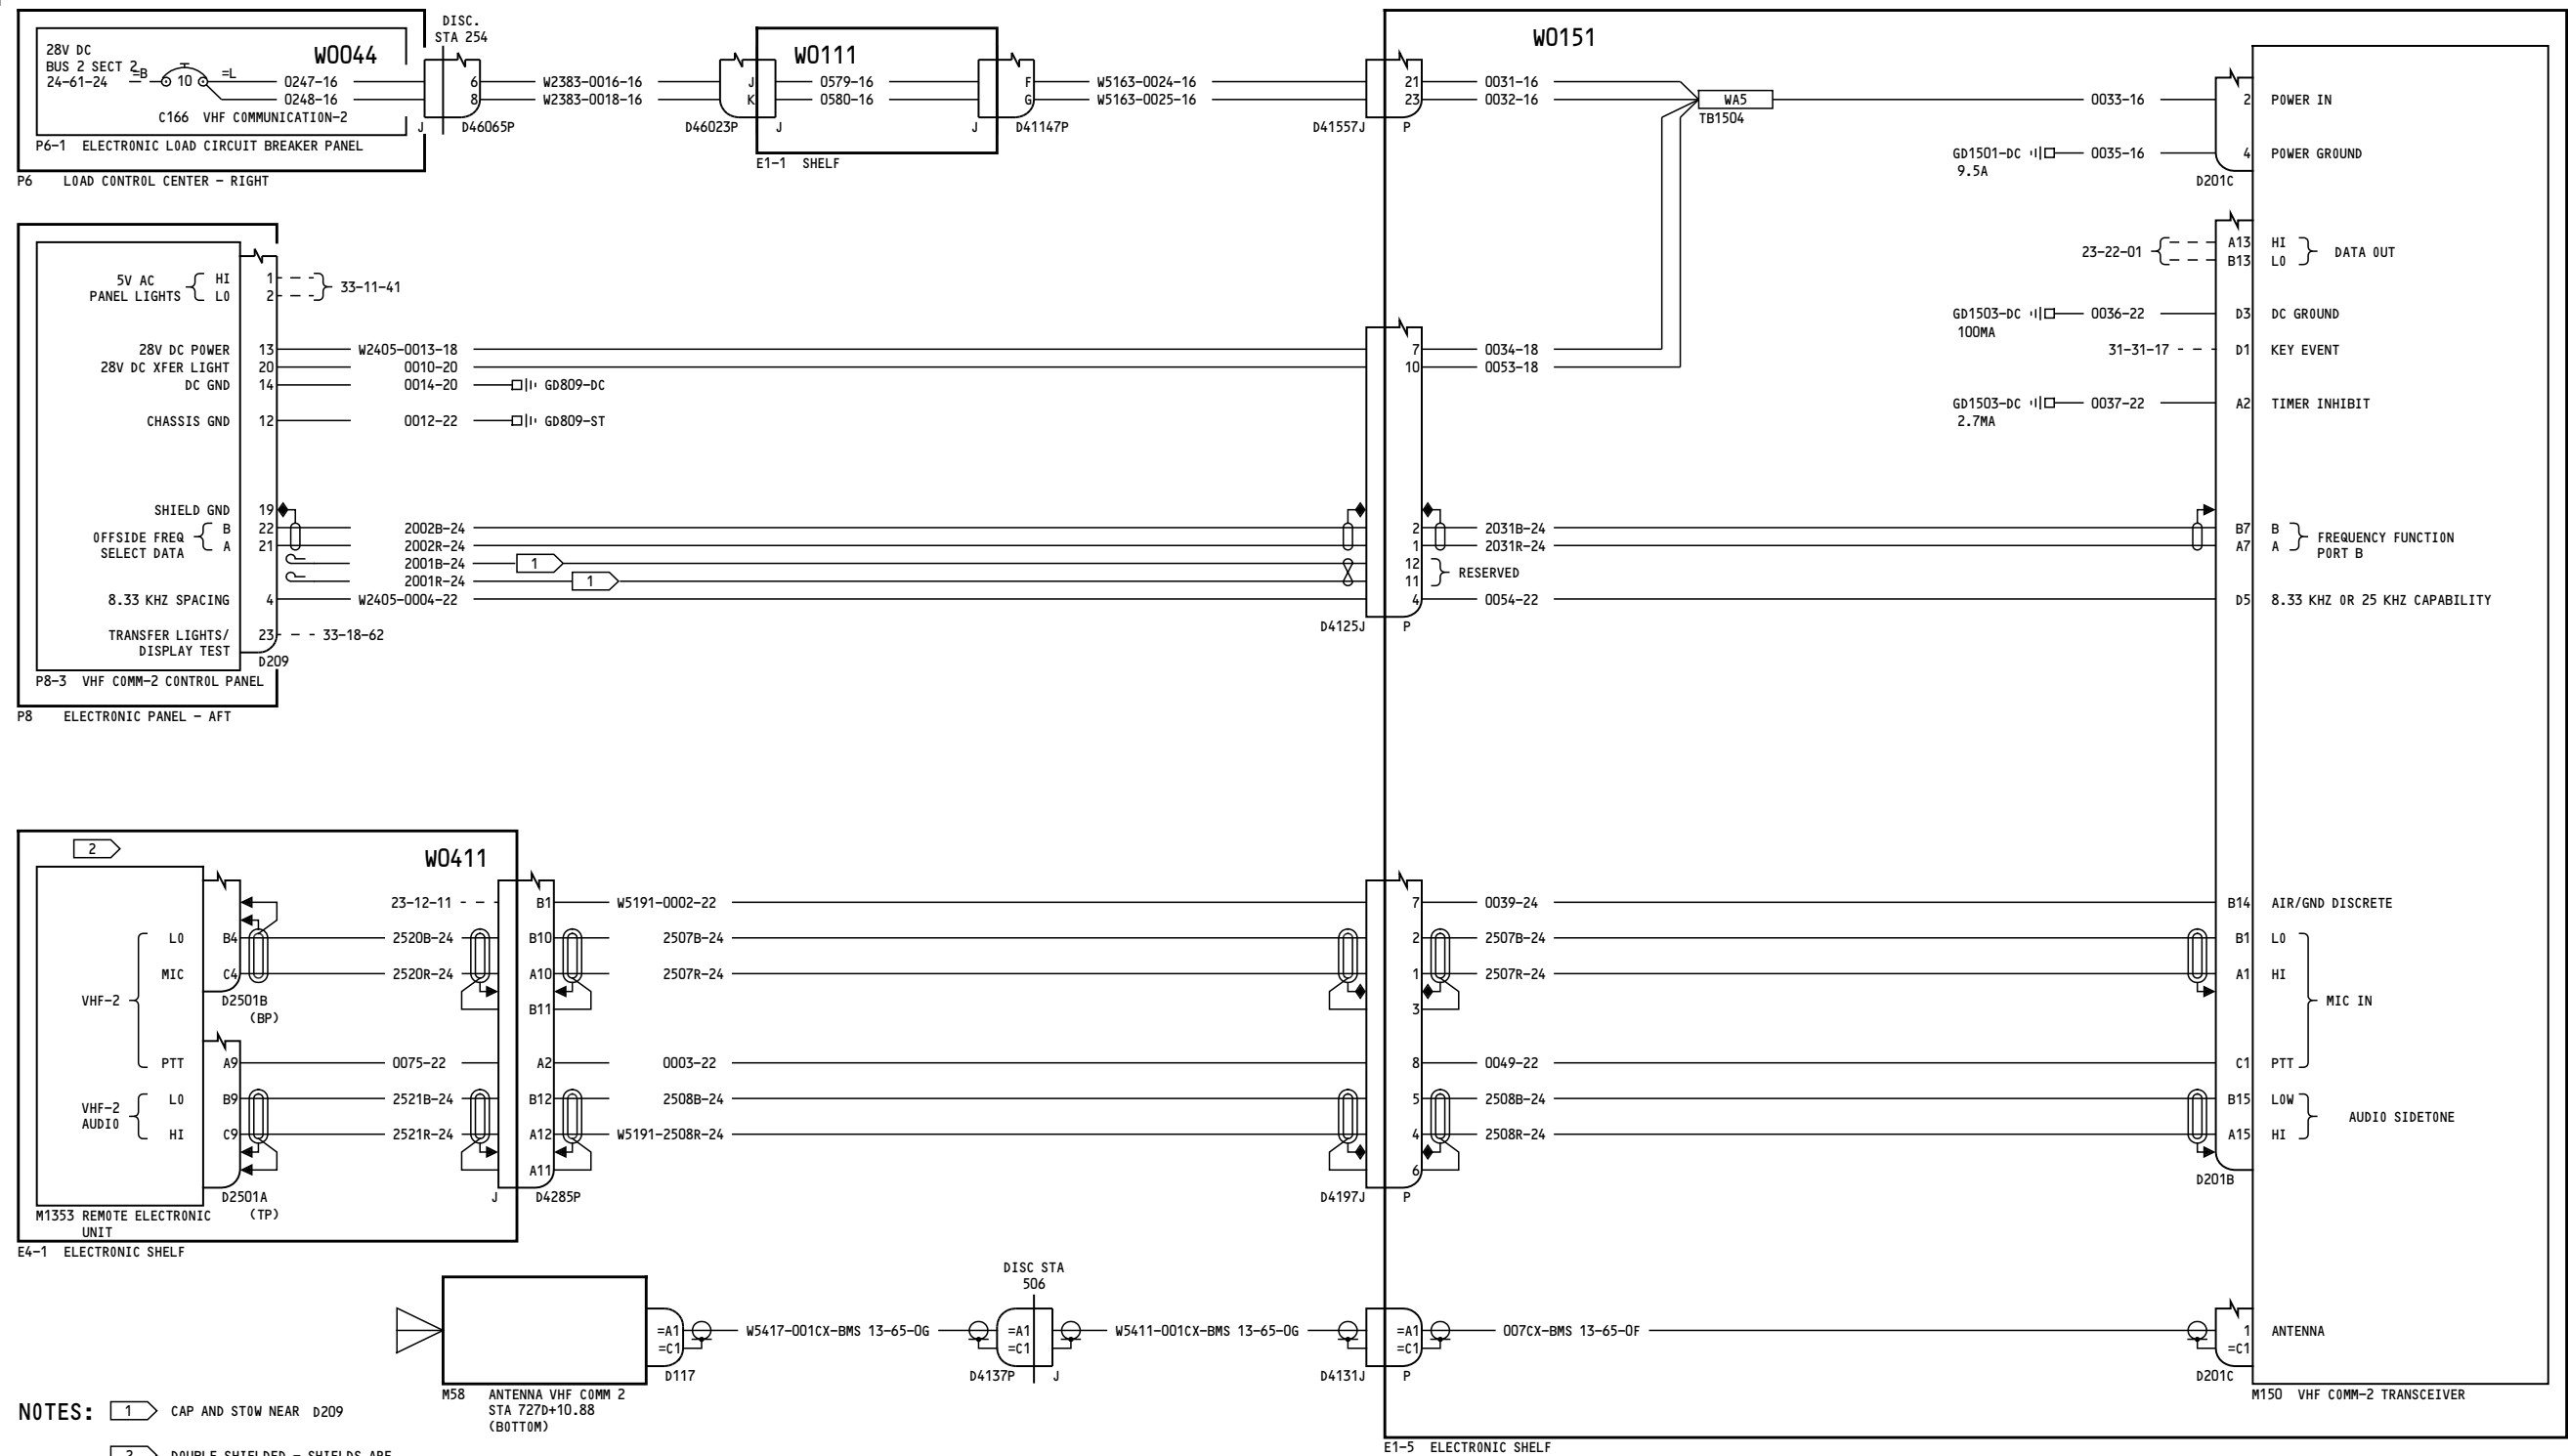 DISC.
STA 254
28V DC
BUS 2 SECT 2
24-61-24
=B
10
=L
W0044
0247-16
0248-16
C166 VHF COMMUNICATION-2
P6-1 ELECTRONIC LOAD CIRCUIT BREAKER PANEL
P6 LOAD CONTROL CENTER - RIGHT
6
8
J
D46065P
W2383-0016-16
W2383-0018-16
J
K
D46023P
J
W0111
0579-16
0580-16
E1-1 SHELF
F
G
J
D41147P
W5163-0024-16
W5163-0025-16
21
23
D41557J
P
W0151
0031-16
0032-16
WA5
TB1504
0033-16
2
POWER IN
GD1501-DC
9.5A
0035-16
4
POWER GROUND
D201C
5V AC
PANEL LIGHTS
HI
LO
1
2
33-11-41
28V DC POWER
13
W2405-0013-18
28V DC XFER LIGHT
20
0010-20
DC GND
14
0014-20
GD809-DC
CHASSIS GND
12
0012-22
GD809-ST
SHIELD GND
19
OFFSIDE FREQ
SELECT DATA
B
A
22
21
2002B-24
2002R-24
2001B-24
1
2001R-24
1
8.33 KHZ SPACING
4
W2405-0004-22
TRANSFER LIGHTS/
DISPLAY TEST
23
33-18-62
D209
P8-3 VHF COMM-2 CONTROL PANEL
P8 ELECTRONIC PANEL - AFT
7
10
2
1
12
11
RESERVED
4
D4125J
P
0034-18
0053-18
2031B-24
2031R-24
0054-22
23-22-01
A13
B13
HI
LO
DATA OUT
GD1503-DC
100MA
0036-22
D3
DC GROUND
31-31-17
D1
KEY EVENT
GD1503-DC
2.7MA
0037-22
A2
TIMER INHIBIT
B7
A7
B
A
FREQUENCY FUNCTION
PORT B
D5
8.33 KHZ OR 25 KHZ CAPABILITY
2
W0411
VHF-2
LO
MIC
PTT
B4
C4
D2501B
(BP)
A9
VHF-2
AUDIO
LO
HI
B9
C9
D2501A
(TP)
M1353 REMOTE ELECTRONIC
UNIT
E4-1 ELECTRONIC SHELF
23-12-11
2520B-24
2520R-24
0075-22
2521B-24
2521R-24
B1
B10
A10
B11
A2
B12
A12
A11
J
D4285P
W5191-0002-22
2507B-24
2507R-24
0003-22
2508B-24
W5191-2508R-24
7
2
1
3
8
5
4
6
D4197J
P
0039-24
2507B-24
2507R-24
0049-22
2508B-24
2508R-24
B14
AIR/GND DISCRETE
B1
LO
A1
HI
MIC IN
C1
PTT
B15
LOW
A15
HI
AUDIO SIDETONE
D201B
DISC STA
506
=A1
=C1
D117
W5417-001CX-BMS 13-65-0G
=A1
=C1
D4137P
J
W5411-001CX-BMS 13-65-0G
=A1
=C1
D4131J
P
007CX-BMS 13-65-0F
1
=C1
ANTENNA
D201C
M58 ANTENNA VHF COMM 2
STA 727D+10.88
(BOTTOM)
M150 VHF COMM-2 TRANSCEIVER
E1-5 ELECTRONIC SHELF
NOTES:
1
CAP AND STOW NEAR D209
2
DOUBLE SHIELDED - SHIELDS ARE